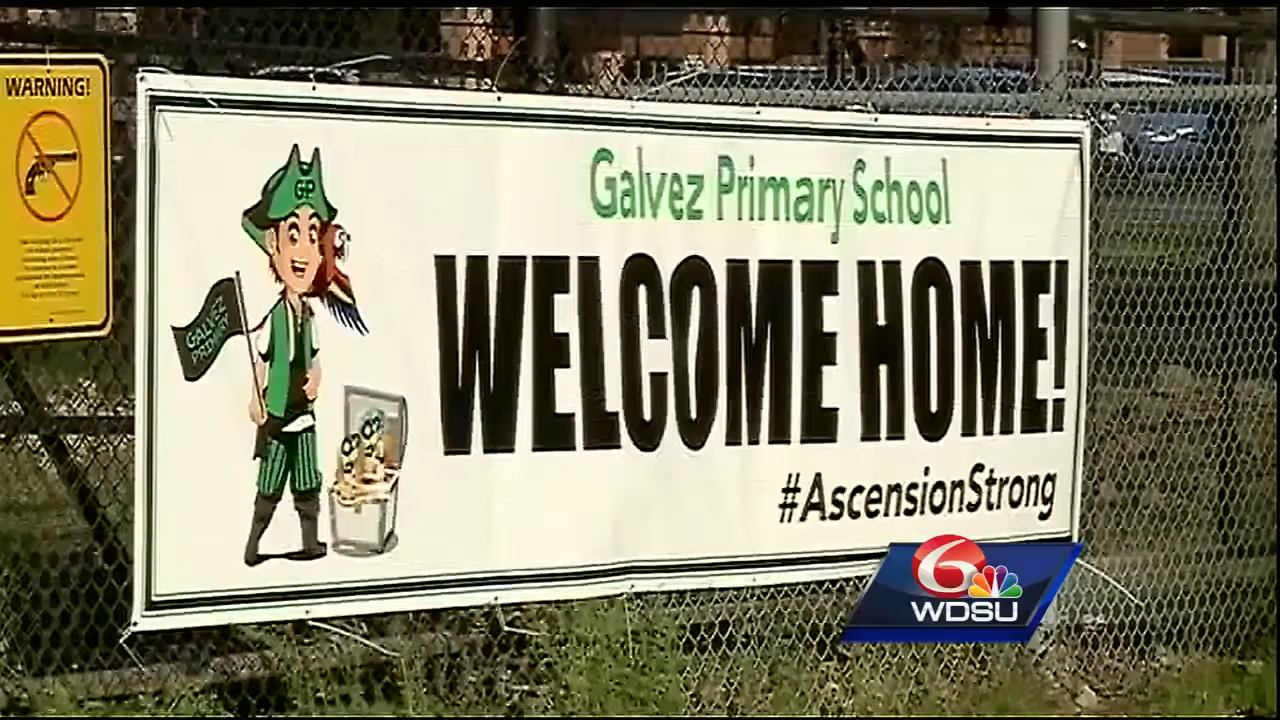 WARNING!
Galvez Primary School
WELCOME HOME!
#AscensionStrong
GP
GALVEZ
PRIMARY
6
WDSU